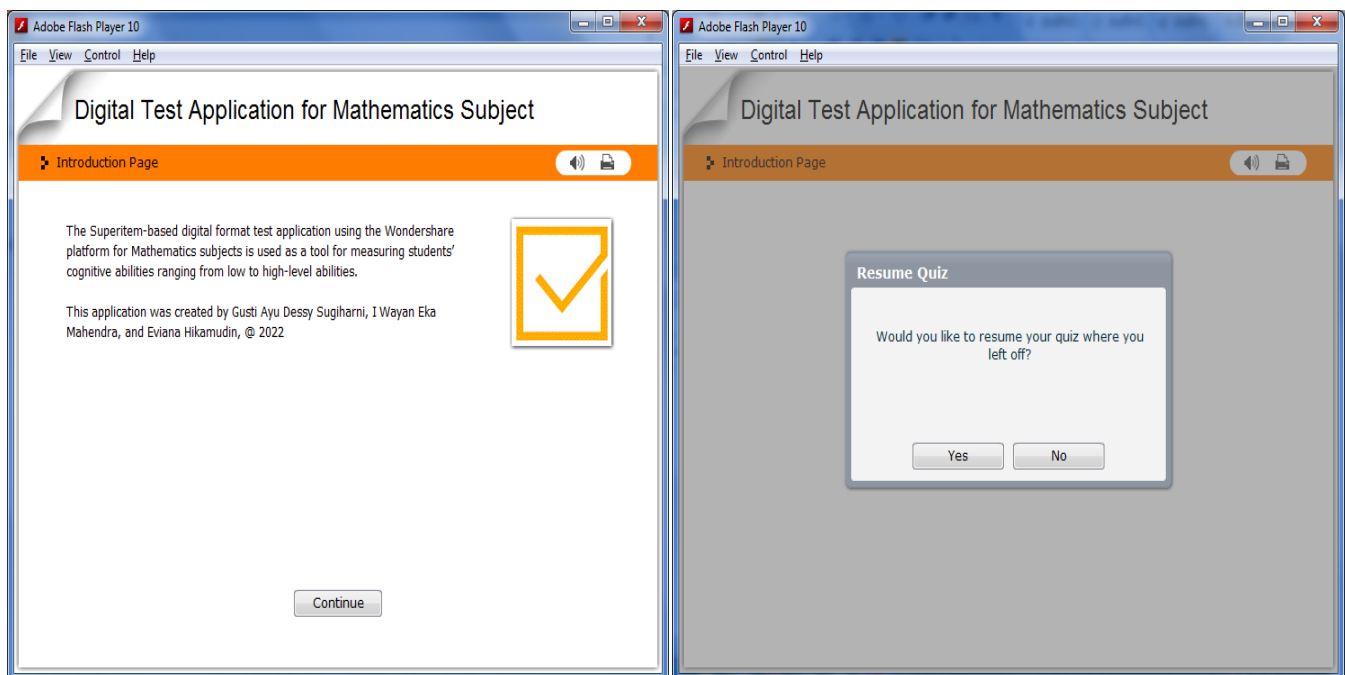 Adobe Flash Player 10
File View Control Help
Digital Test Application for Mathematics Subject
Introduction Page
The Superitem-based digital format test application using the Wondershare
platform for Mathematics subjects is used as a tool for measuring students'
cognitive abilities ranging from low to high-level abilities.
This application was created by Gusti Ayu Dessy Sugiharni, I Wayan Eka
Mahendra, and Eviana Hikamudin, @ 2022
Continue
Adobe Flash Player 10
File View Control Help
Digital Test Application for Mathematics Subject
Introduction Page
Resume Quiz
Would you like to resume your quiz where you
left off?
Yes No